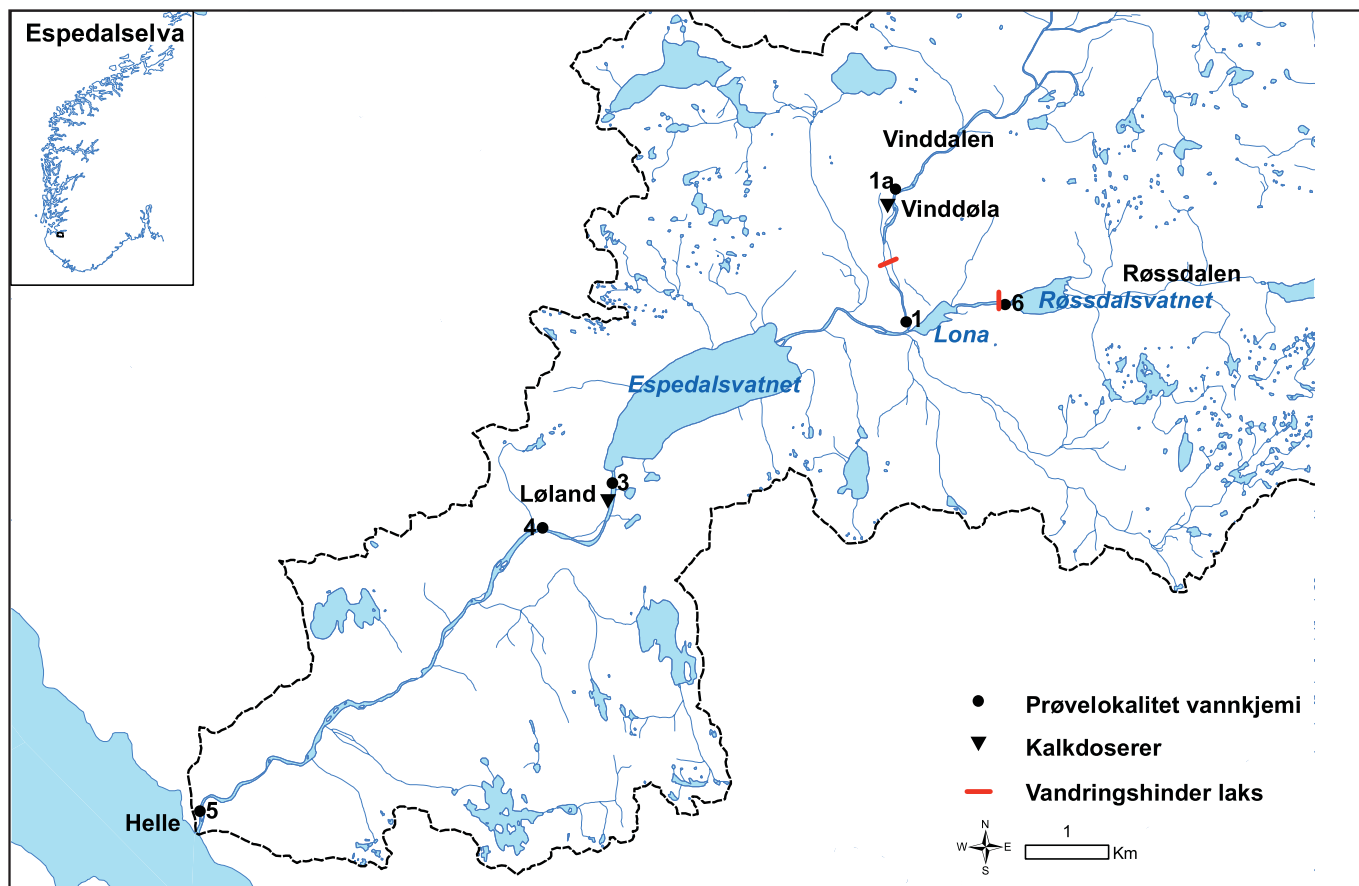 Espedalselva
Vinddalen
1a
Vinddøla
Røssdalen
6
Røssdalsvatnet
1
Lona
Espedalsvatnet
3
Løland
4
5
Helle
Prøvelokalitet vannkjemi
Kalkdoserer
Vandringshinder laks
N
W E
S
1
Km